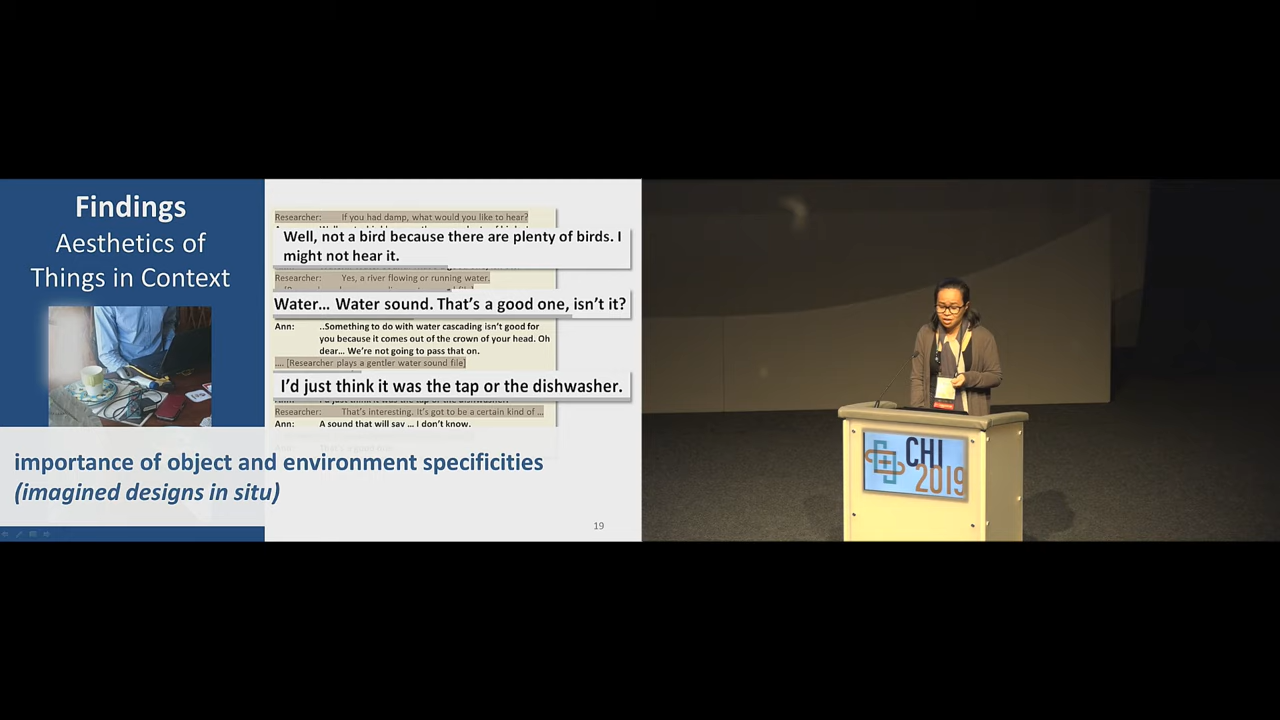 Findings
Aesthetics of
Things in Context
Researcher: If you had damp, what would you like to hear?
Well, not a bird because there are plenty of birds. I
might not hear it.
Researcher: Yes, a river flowing or running water.
Water... Water sound. That's a good one, isn't it?
Ann: ..Something to do with water cascading isn't good for
you because it comes out of the crown of your head. Oh
dear... We're not going to pass that on.
.... [Researcher plays a gentler water sound file]
I'd just think it was the tap or the dishwasher.
Researcher: That's interesting. It's got to be a certain kind of ...
Ann: A sound that will say ... I don't know.
importance of object and environment specificities
(imagined designs in situ)
19
CHI
2019